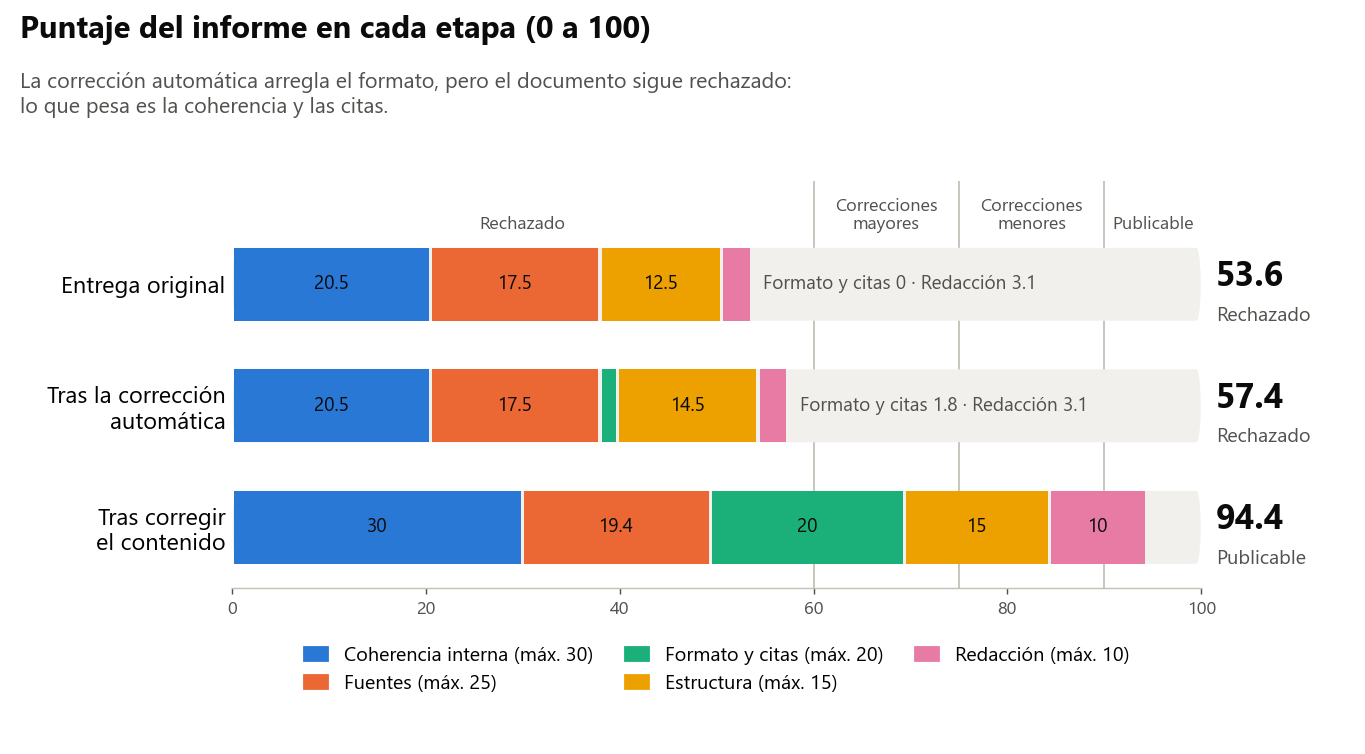 Puntaje del informe en cada etapa (0 a 100)
La corrección automática arregla el formato, pero el documento sigue rechazado:
lo que pesa es la coherencia y las citas.
Rechazado
Correcciones
mayores
Correcciones
menores
Publicable
Entrega original
20.5
17.5
12.5
Formato y citas 0 · Redacción 3.1
53.6
Rechazado
Tras la corrección
automática
20.5
17.5
14.5
Formato y citas 1.8 · Redacción 3.1
57.4
Rechazado
Tras corregir
el contenido
30
19.4
20
15
10
94.4
Publicable
0
20
40
60
80
100
Coherencia interna (máx. 30)
Formato y citas (máx. 20)
Redacción (máx. 10)
Fuentes (máx. 25)
Estructura (máx. 15)